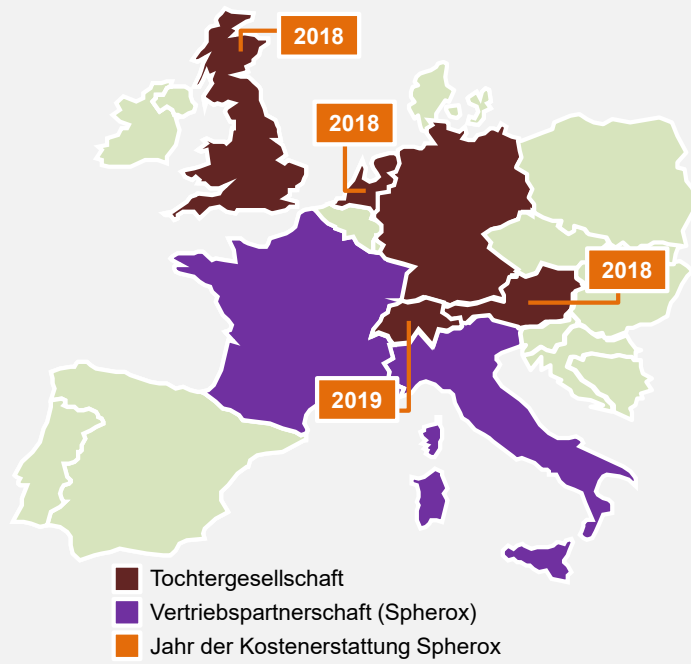 2018
2018
2018
2019
Tochtergesellschaft
Vertriebspartnerschaft (Spherox)
Jahr der Kostenerstattung Spherox